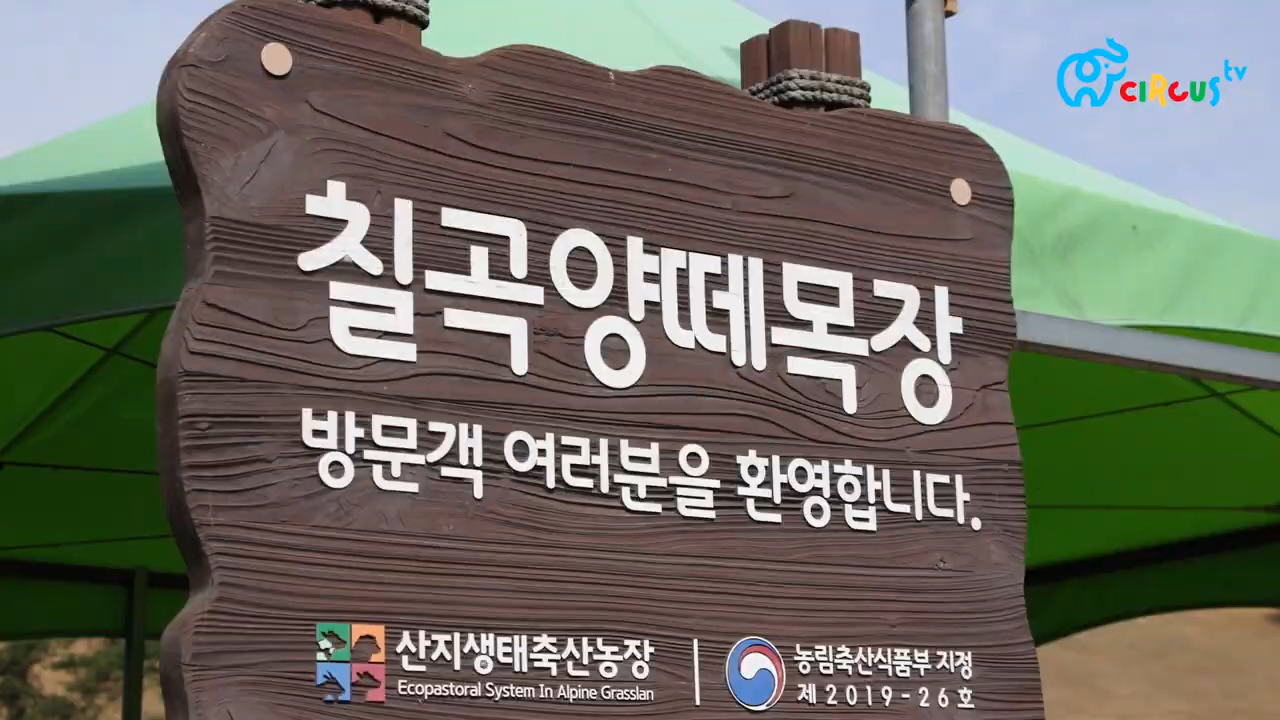 CIRCUS tv
칠곡양떼목장
방문객 여러분을 환영합니다.
산지생태축산농장
Ecopastoral System In Alpine Grasslan
농림축산식품부 지정
제 2019-26호